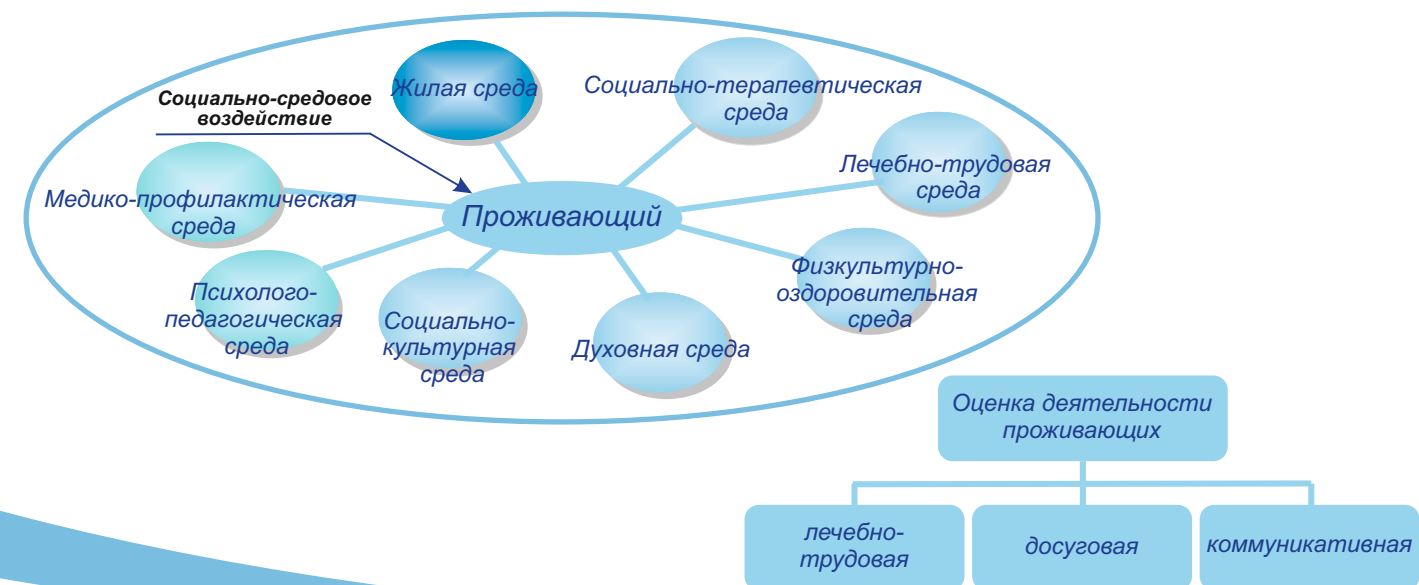 Жилая среда
Социально-терапевтическая
среда
Социально-средовое
воздействие
Лечебно-трудовая
среда
Медико-профилактическая
среда
Проживающий
Физкультурно-
оздоровительная
среда
Психолого-
педагогическая
среда
Социально-
культурная
среда
Духовная среда
Оценка деятельности
проживающих
лечебно-
трудовая
досуговая
коммуникативная